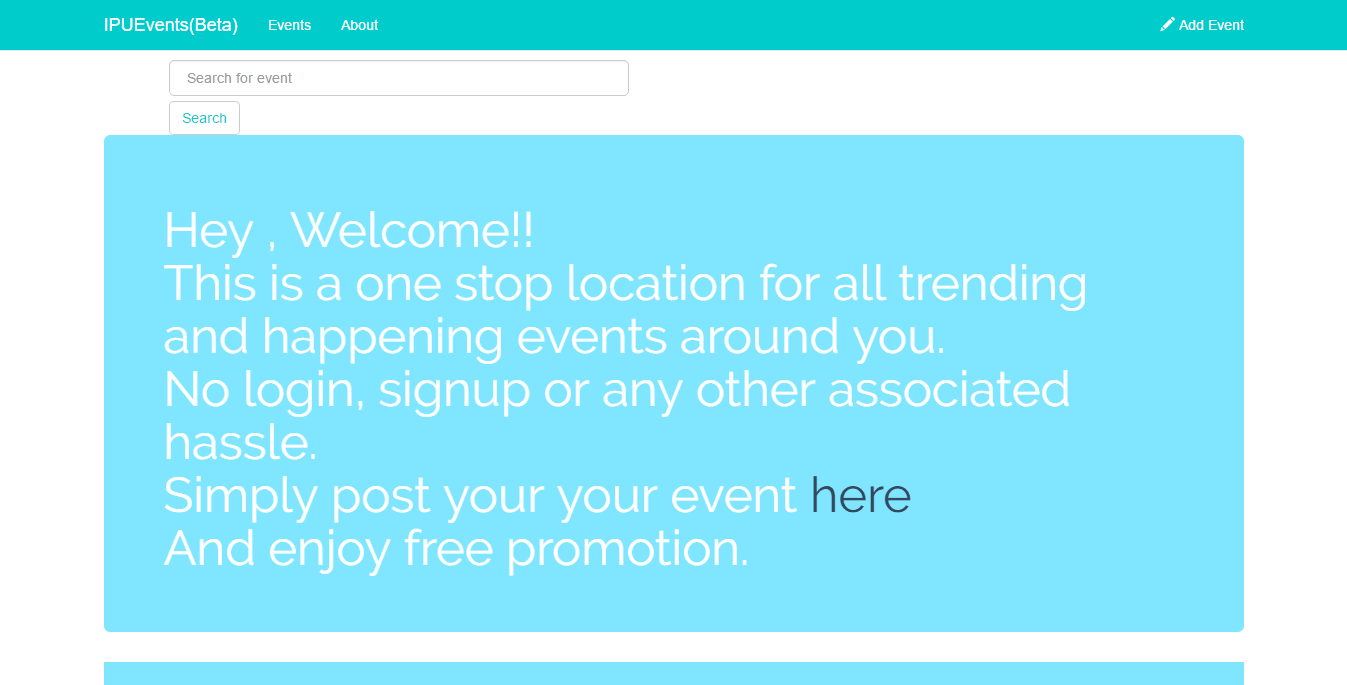 IPUEvents(Beta) Events About Add Event
Search for event
Search
Hey , Welcome!!
This is a one stop location for all trending
and happening events around you.
No login, signup or any other associated
hassle.
Simply post your your event here
And enjoy free promotion.